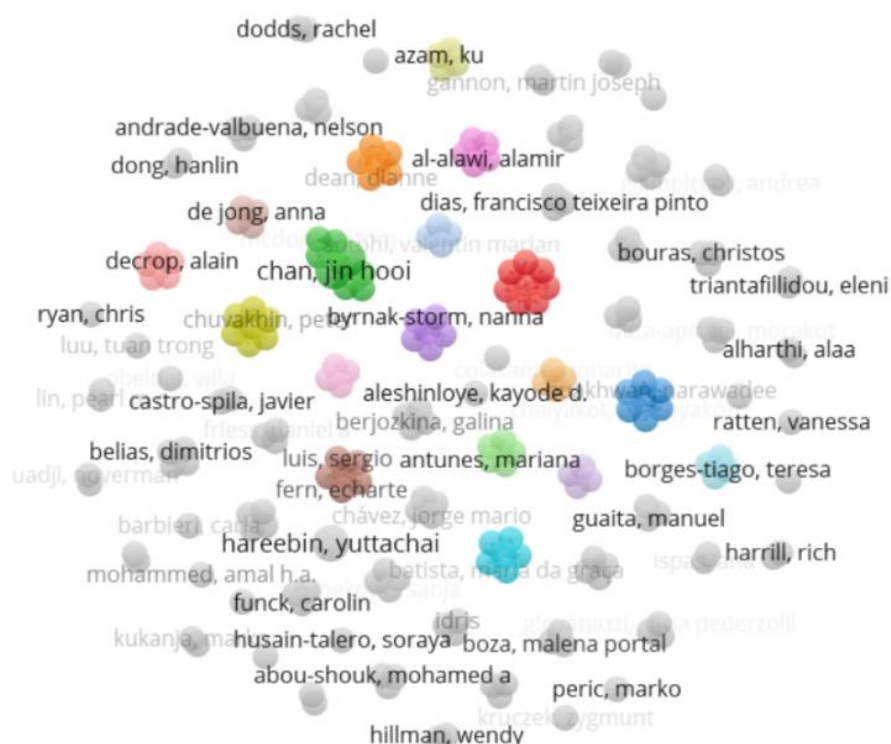 dodds, rachel
azam, ku
gannon, martin joseph
andrade-valbuena, nelson
dong, hanlin
al-alawi, alamir
dean, dianne
de jong, anna
dias, francisco teixeira pinto
decrop, alain
chan, jin hooi
bouras, christos
triantafillidou, eleni
ryan, chris
chuvakhin, peter
byrnak-storm, nanna
luu, tuan trong
alharthi, alaa
lin, pearl
castro-spila, javier
aleshinloye, kayode d.
narawadee
berjozkina, galina
ratten, vanessa
belias, dimitrios
luis, sergio
antunes, mariana
borges-tiago, teresa
fern, echarte
barbieri, carla
chávez, jorge mario
guaita, manuel
hareebin, yuttachai
harrill, rich
mohammed, amal h.a.
batista, maria da graça
funck, carolin
idris
husain-talero, soraya
boza, malena portal
abou-shouk, mohamed a
peric, marko
kruczek, zygmunt
hillman, wendy